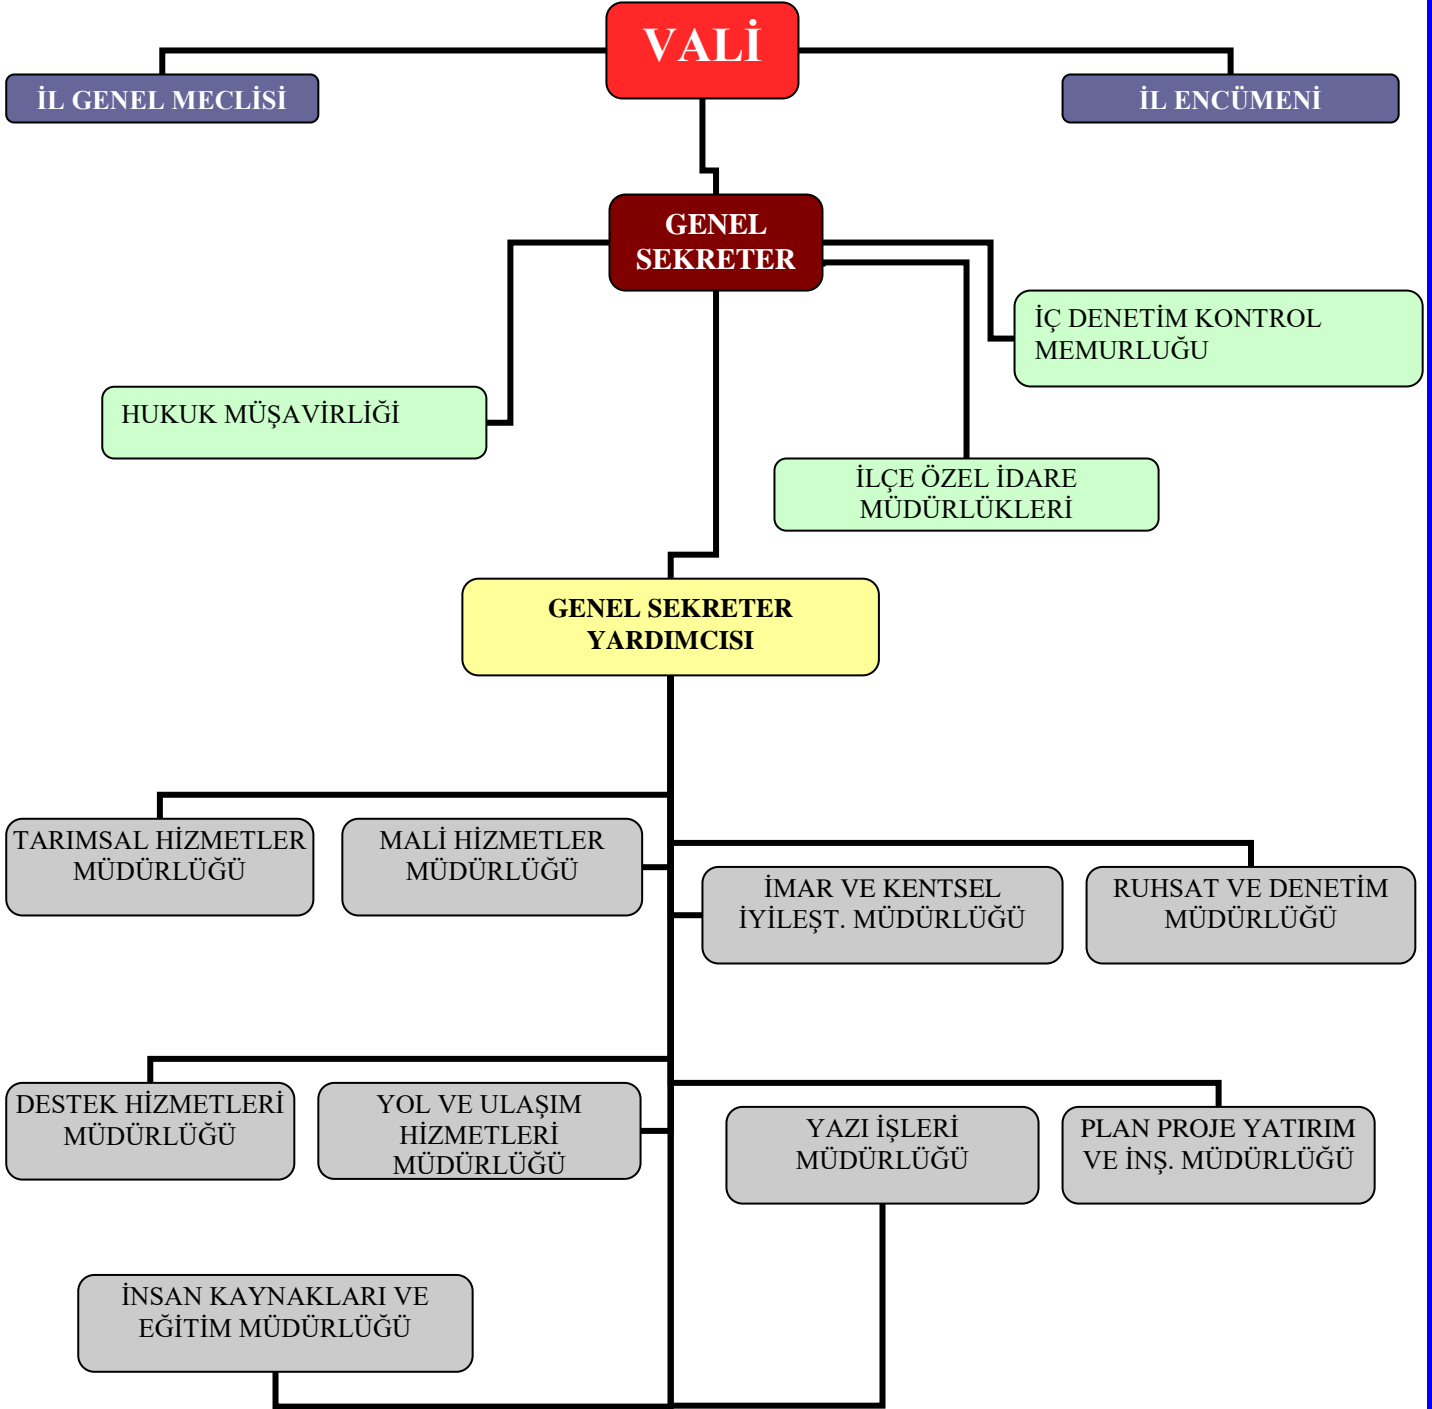 VALİ
İL GENEL MECLİSİ
İL ENCÜMENİ
GENEL
SEKRETER
İÇ DENETİM KONTROL
MEMURLUĞU
HUKUK MÜŞAVİRLİĞİ
İLÇE ÖZEL İDARE
MÜDÜRLÜKLERİ
GENEL SEKRETER
YARDIMCISI
TARIMSAL HİZMETLER
MÜDÜRLÜĞÜ
MALİ HİZMETLER
MÜDÜRLÜĞÜ
İMAR VE KENTSEL
İYİLEŞT. MÜDÜRLÜĞÜ
RUHSAT VE DENETİM
MÜDÜRLÜĞÜ
DESTEK HİZMETLERİ
MÜDÜRLÜĞÜ
YOL VE ULAŞIM
HİZMETLERİ
MÜDÜRLÜĞÜ
YAZI İŞLERİ
MÜDÜRLÜĞÜ
PLAN PROJE YATIRIM
VE İNŞ. MÜDÜRLÜĞÜ
İNSAN KAYNAKLARI VE
EĞİTİM MÜDÜRLÜĞÜ